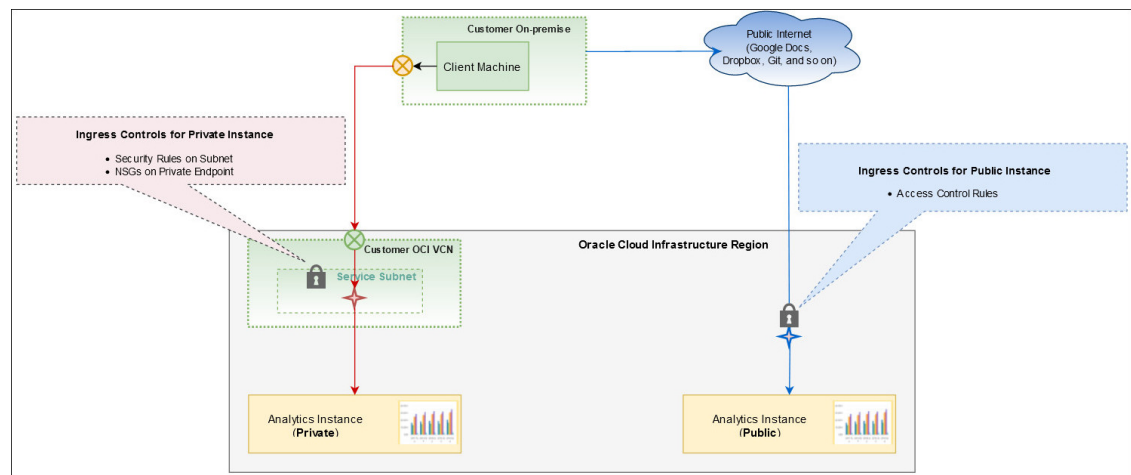 Customer On-premise
Client Machine
Public Internet
(Google Docs,
Dropbox, Git, and so on)
Ingress Controls for Private Instance
• Security Rules on Subnet
• NSGs on Private Endpoint
Ingress Controls for Public Instance
• Access Control Rules
Oracle Cloud Infrastructure Region
Customer OCI VCN
Service Subnet
Analytics Instance
(Private)
Analytics Instance
(Public)